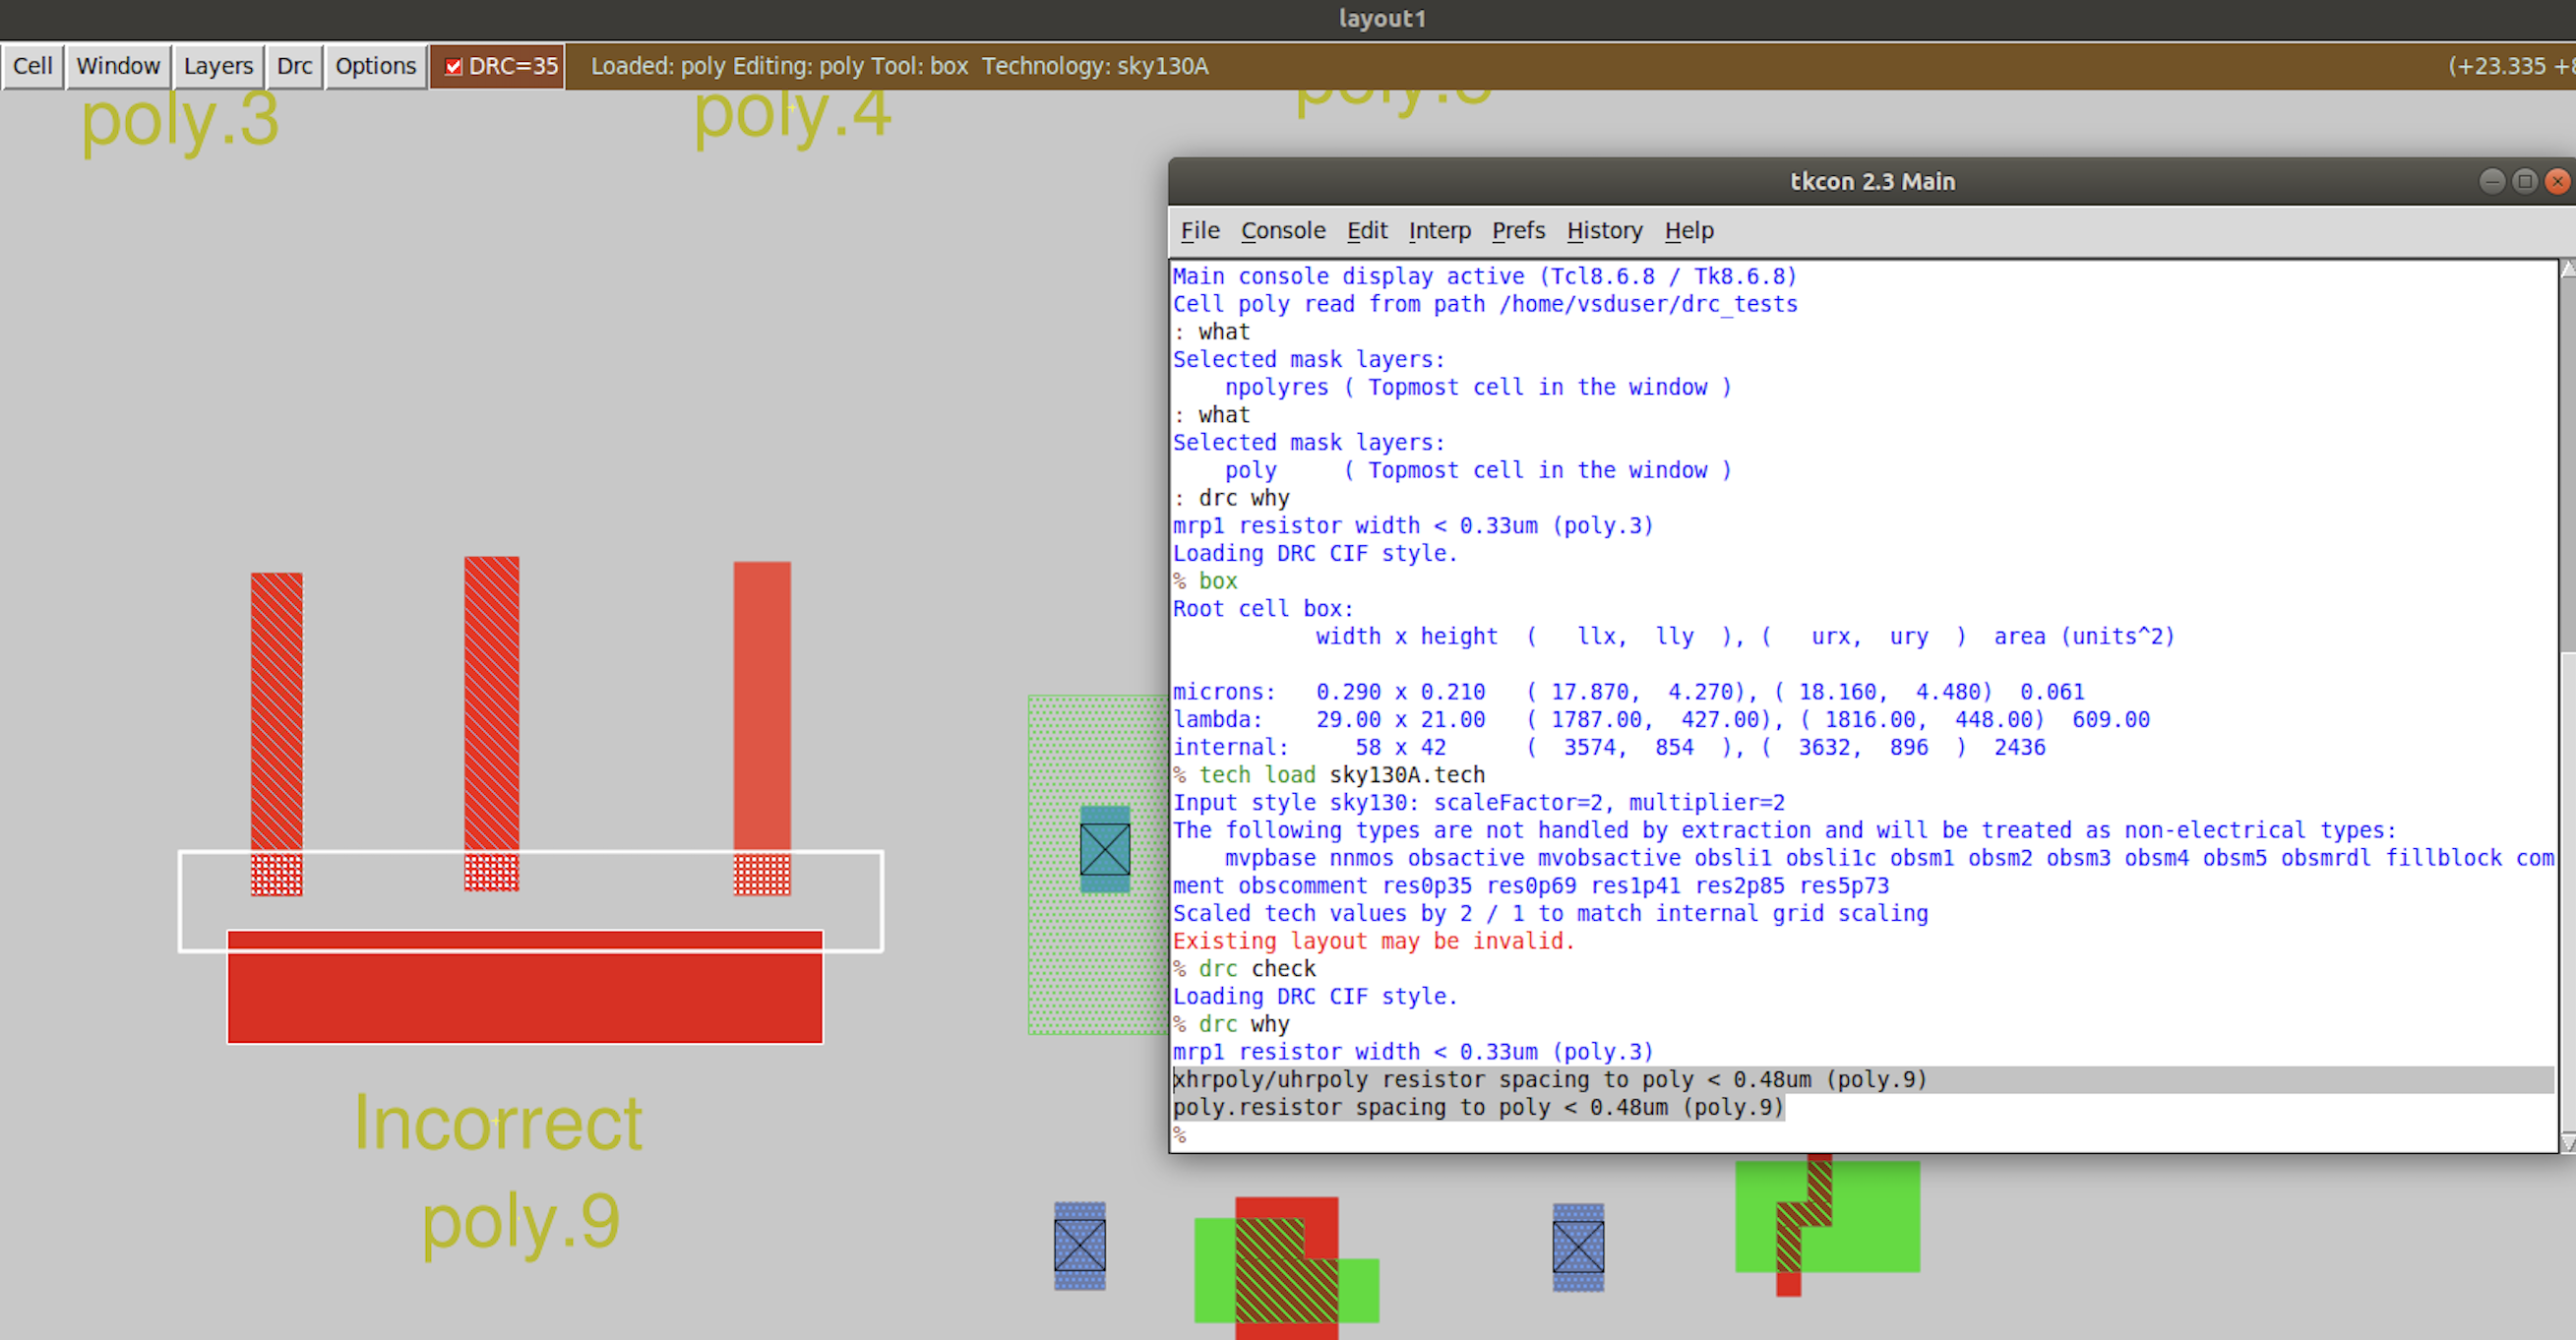 layout1
Cell Window Layers Drc Options DRC=35 Loaded: poly Editing: poly Tool: box Technology: sky130A (+23.335 +8
poly.3
poly.4
tkcon 2.3 Main
File Console Edit Interp Prefs History Help
Main console display active (Tcl8.6.8 / Tk8.6.8)
Cell poly read from path /home/vsduser/drc_tests
: what
Selected mask layers:
npolyres ( Topmost cell in the window )
: what
Selected mask layers:
poly ( Topmost cell in the window )
: drc why
mrp1 resistor width < 0.33um (poly.3)
Loading DRC CIF style.
% box
Root cell box:
width x height ( llx, lly ), ( urx, ury ) area (units^2)
microns: 0.290 x 0.210 ( 17.870, 4.270), ( 18.160, 4.480) 0.061
lambda: 29.00 x 21.00 ( 1787.00, 427.00), ( 1816.00, 448.00) 609.00
internal: 58 x 42 ( 3574, 854 ), ( 3632, 896 ) 2436
% tech load sky130A.tech
Input style sky130: scaleFactor=2, multiplier=2
The following types are not handled by extraction and will be treated as non-electrical types:
mvpbase nnmos obsactive mvobsactive obsli1 obsli1c obsm1 obsm2 obsm3 obsm4 obsm5 obsmrdl fillblock com
ment obscomment res0p35 res0p69 res1p41 res2p85 res5p73
Scaled tech values by 2 / 1 to match internal grid scaling
Existing layout may be invalid.
% drc check
Loading DRC CIF style.
% drc why
mrp1 resistor width < 0.33um (poly.3)
xhrpoly/uhrpoly resistor spacing to poly < 0.48um (poly.9)
poly.resistor spacing to poly < 0.48um (poly.9)
%
Incorrect
poly.9